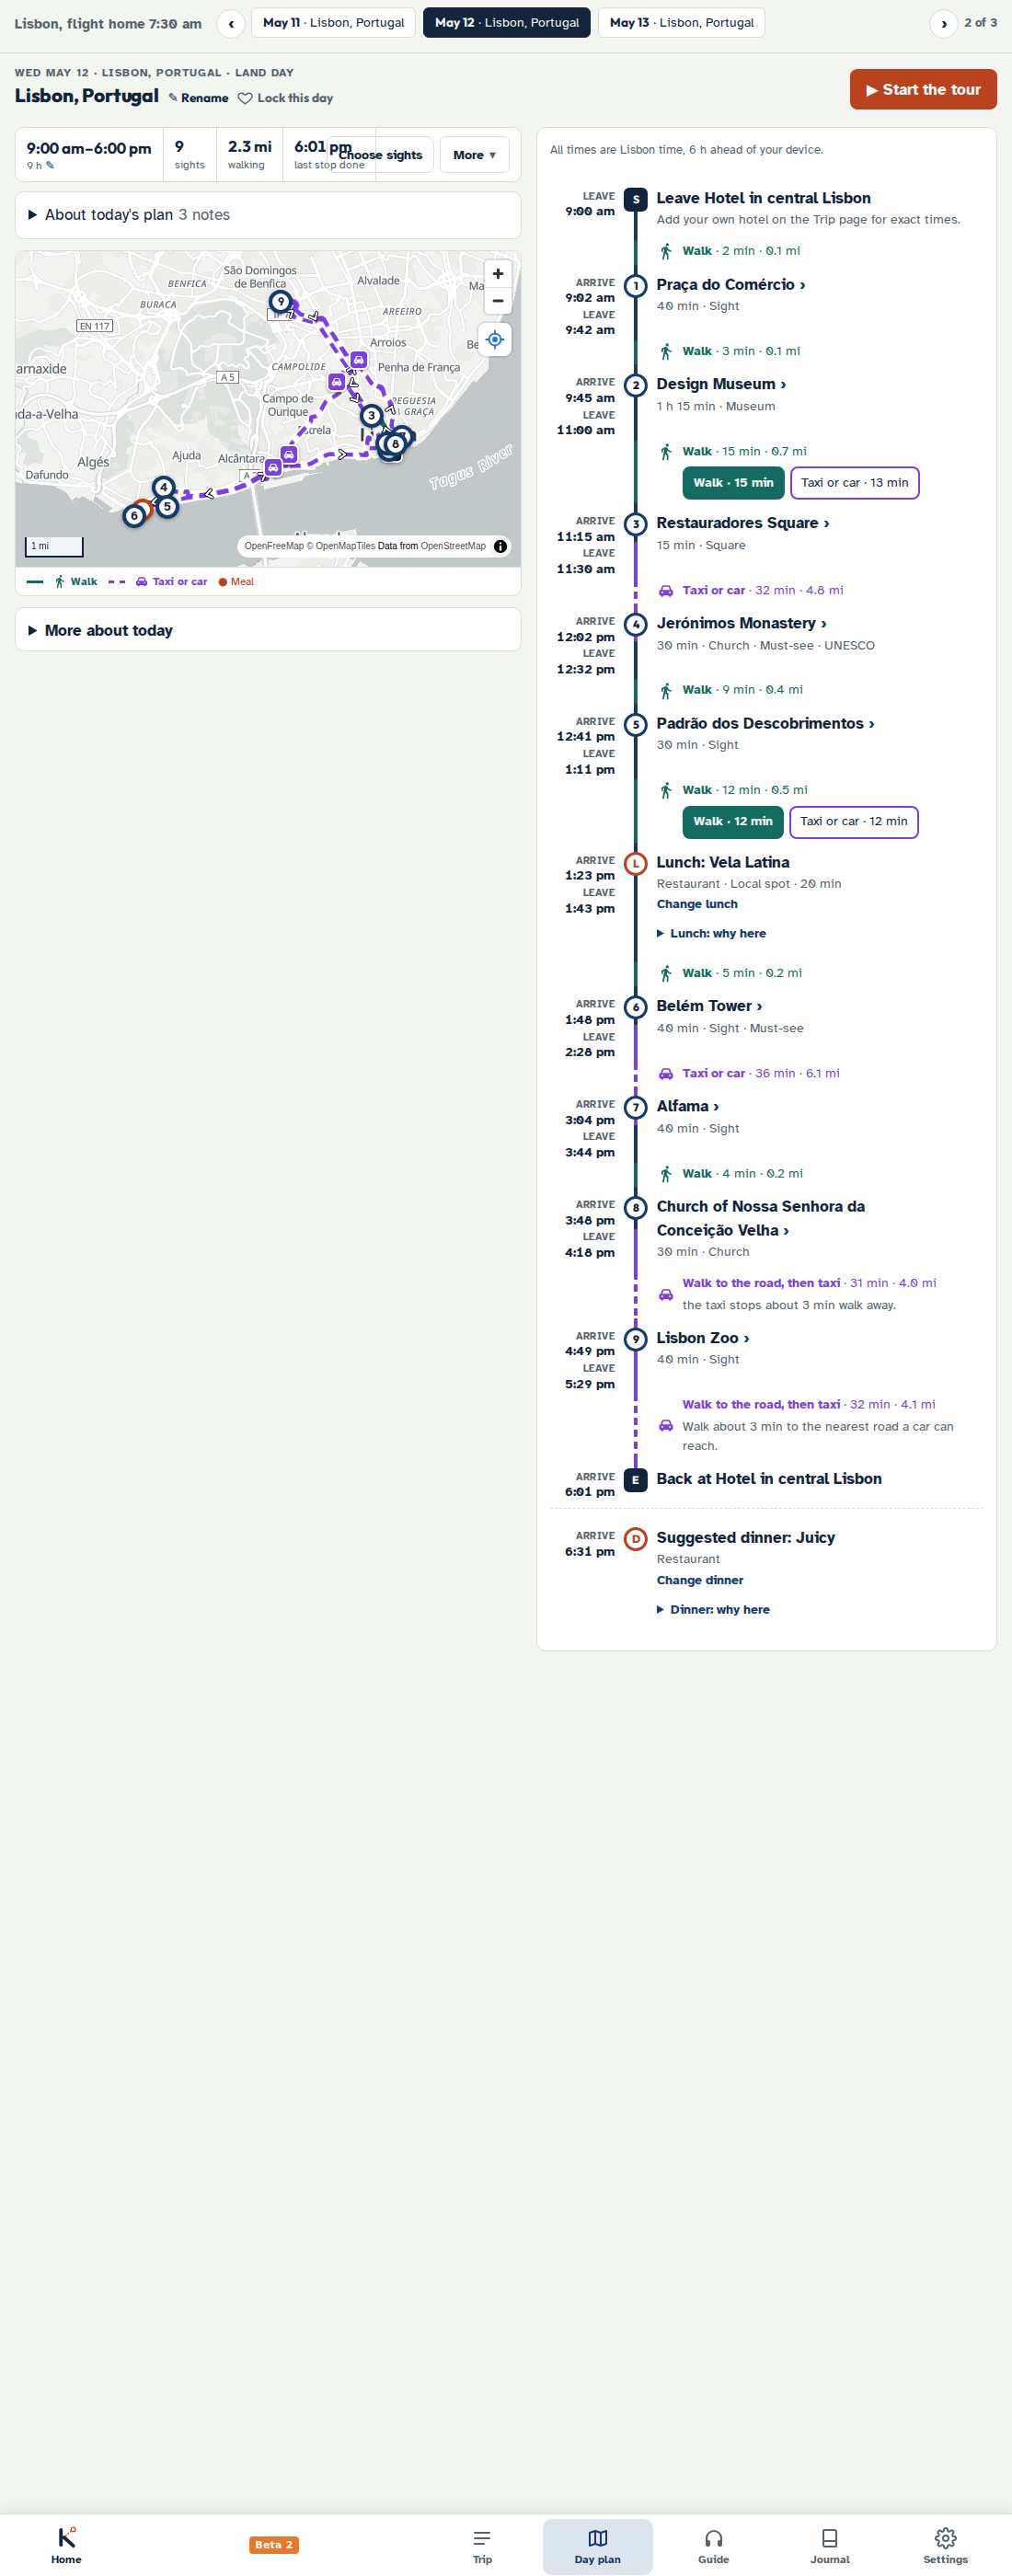 Lisbon, flight home 7:30 am
‹
May 11 · Lisbon, Portugal
May 12 · Lisbon, Portugal
May 13 · Lisbon, Portugal
›
2 of 3
WED MAY 12 · LISBON, PORTUGAL · LAND DAY
Lisbon, Portugal ✎ Rename Lock this day
▶ Start the tour
9:00 am–6:00 pm
9 h ✎
9
sights
2.3 mi
walking
6:01 pm
last stop done
Choose sights
More ▾
▶ About today's plan 3 notes
São Domingos
de Benfica
BENFICA
BURACA
Alvalade
AREEIRO
EN 117
Arroios
CAMPOLIDE
Penha de França
A 5
Campo de
Ourique
Ajuda
Alcântara
Algés
Dafundo
Tagus River
9
3
8
4
5
6
+
−
1 mi
OpenFreeMap © OpenMapTiles Data from OpenStreetMap
Walk
Taxi or car
Meal
▶ More about today
All times are Lisbon time, 6 h ahead of your device.
LEAVE
9:00 am
S
Leave Hotel in central Lisbon
Add your own hotel on the Trip page for exact times.
Walk · 2 min · 0.1 mi
ARRIVE
9:02 am
LEAVE
9:42 am
1
Praça do Comércio ›
40 min · Sight
Walk · 3 min · 0.1 mi
ARRIVE
9:45 am
LEAVE
11:00 am
2
Design Museum ›
1 h 15 min · Museum
Walk · 15 min · 0.7 mi
Walk · 15 min
Taxi or car · 13 min
ARRIVE
11:15 am
LEAVE
11:30 am
3
Restauradores Square ›
15 min · Square
Taxi or car · 32 min · 4.8 mi
ARRIVE
12:02 pm
LEAVE
12:32 pm
4
Jerónimos Monastery ›
30 min · Church · Must-see · UNESCO
Walk · 9 min · 0.4 mi
ARRIVE
12:41 pm
LEAVE
1:11 pm
5
Padrão dos Descobrimentos ›
30 min · Sight
Walk · 12 min · 0.5 mi
Walk · 12 min
Taxi or car · 12 min
ARRIVE
1:23 pm
LEAVE
1:43 pm
L
Lunch: Vela Latina
Restaurant · Local spot · 20 min
Change lunch
▶ Lunch: why here
Walk · 5 min · 0.2 mi
ARRIVE
1:48 pm
LEAVE
2:28 pm
6
Belém Tower ›
40 min · Sight · Must-see
Taxi or car · 36 min · 6.1 mi
ARRIVE
3:04 pm
LEAVE
3:44 pm
7
Alfama ›
40 min · Sight
Walk · 4 min · 0.2 mi
ARRIVE
3:48 pm
LEAVE
4:18 pm
8
Church of Nossa Senhora da
Conceição Velha ›
30 min · Church
Walk to the road, then taxi · 31 min · 4.0 mi
the taxi stops about 3 min walk away.
ARRIVE
4:49 pm
LEAVE
5:29 pm
9
Lisbon Zoo ›
40 min · Sight
Walk to the road, then taxi · 32 min · 4.1 mi
Walk about 3 min to the nearest road a car can
reach.
ARRIVE
6:01 pm
E
Back at Hotel in central Lisbon
ARRIVE
6:31 pm
D
Suggested dinner: Juicy
Restaurant
Change dinner
▶ Dinner: why here
Home
Beta 2
Trip
Day plan
Guide
Journal
Settings